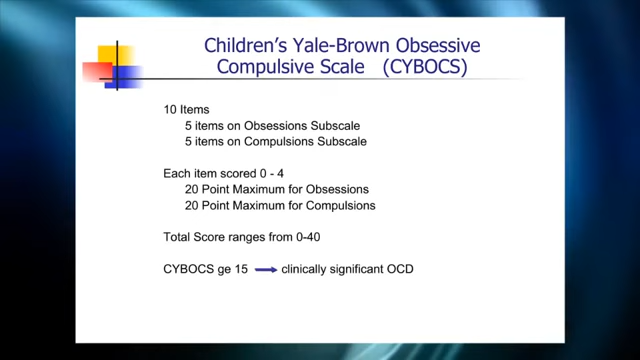 Children's Yale-Brown Obsessive
Compulsive Scale (CYBOCS)
10 Items
5 items on Obsessions Subscale
5 items on Compulsions Subscale
Each item scored 0 - 4
20 Point Maximum for Obsessions
20 Point Maximum for Compulsions
Total Score ranges from 0-40
CYBOCS ge 15 → clinically significant OCD